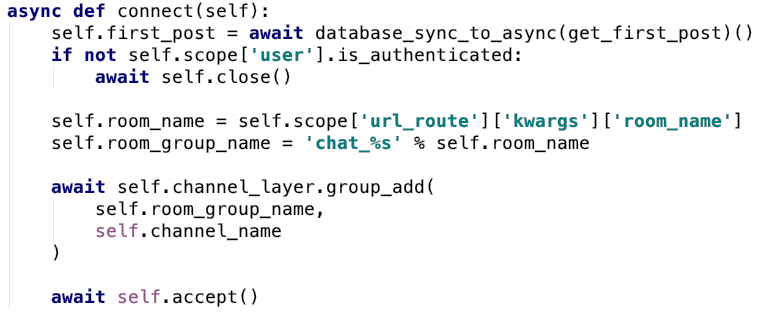 async def connect(self):
    self.first_post = await database_sync_to_async(get_first_post)()
    if not self.scope['user'].is_authenticated:
        await self.close()

    self.room_name = self.scope['url_route']['kwargs']['room_name']
    self.room_group_name = 'chat_%s' % self.room_name

    await self.channel_layer.group_add(
        self.room_group_name,
        self.channel_name
    )

    await self.accept()